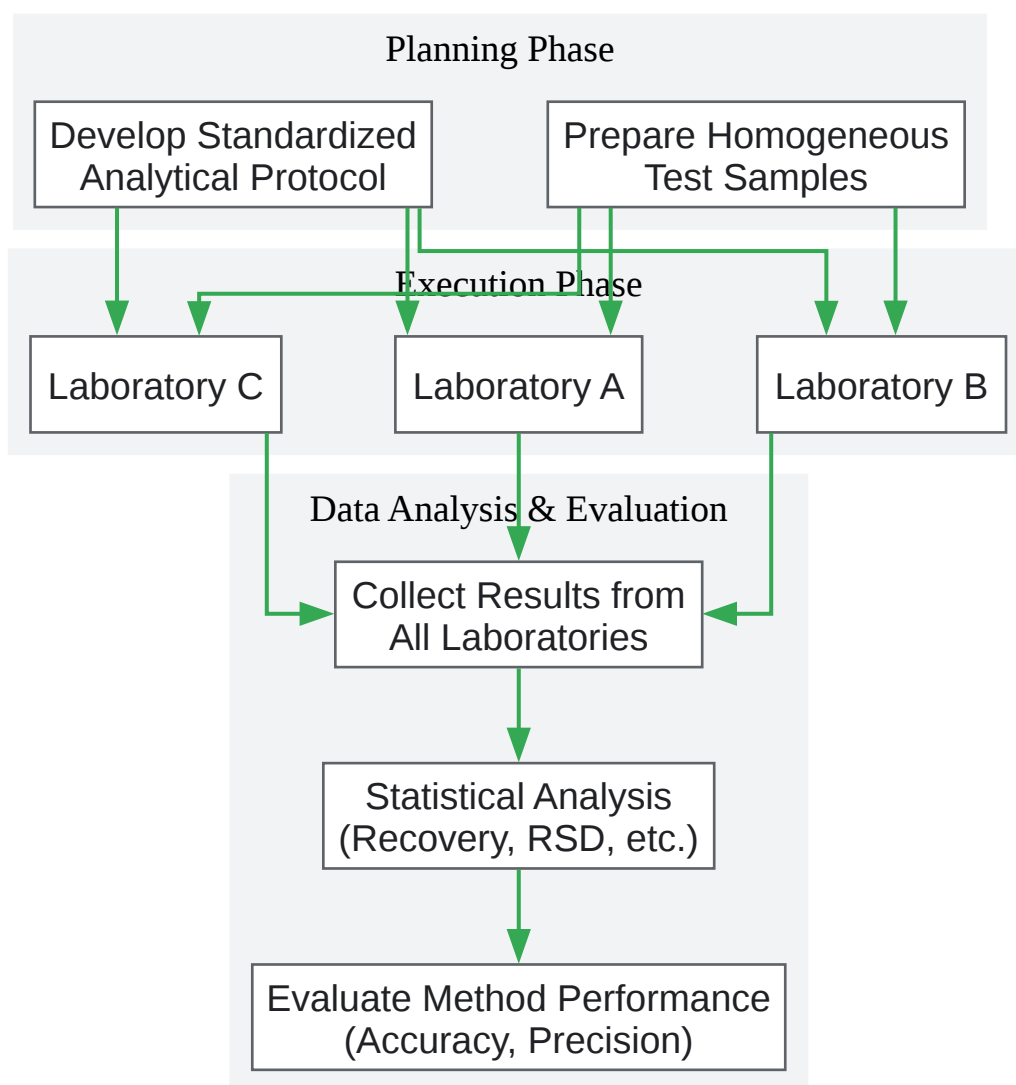 Planning Phase
Develop Standardized
Analytical Protocol
Prepare Homogeneous
Test Samples
Execution Phase
Laboratory C
Laboratory A
Laboratory B
Data Analysis & Evaluation
Collect Results from
All Laboratories
Statistical Analysis
(Recovery, RSD, etc.)
Evaluate Method Performance
(Accuracy, Precision)